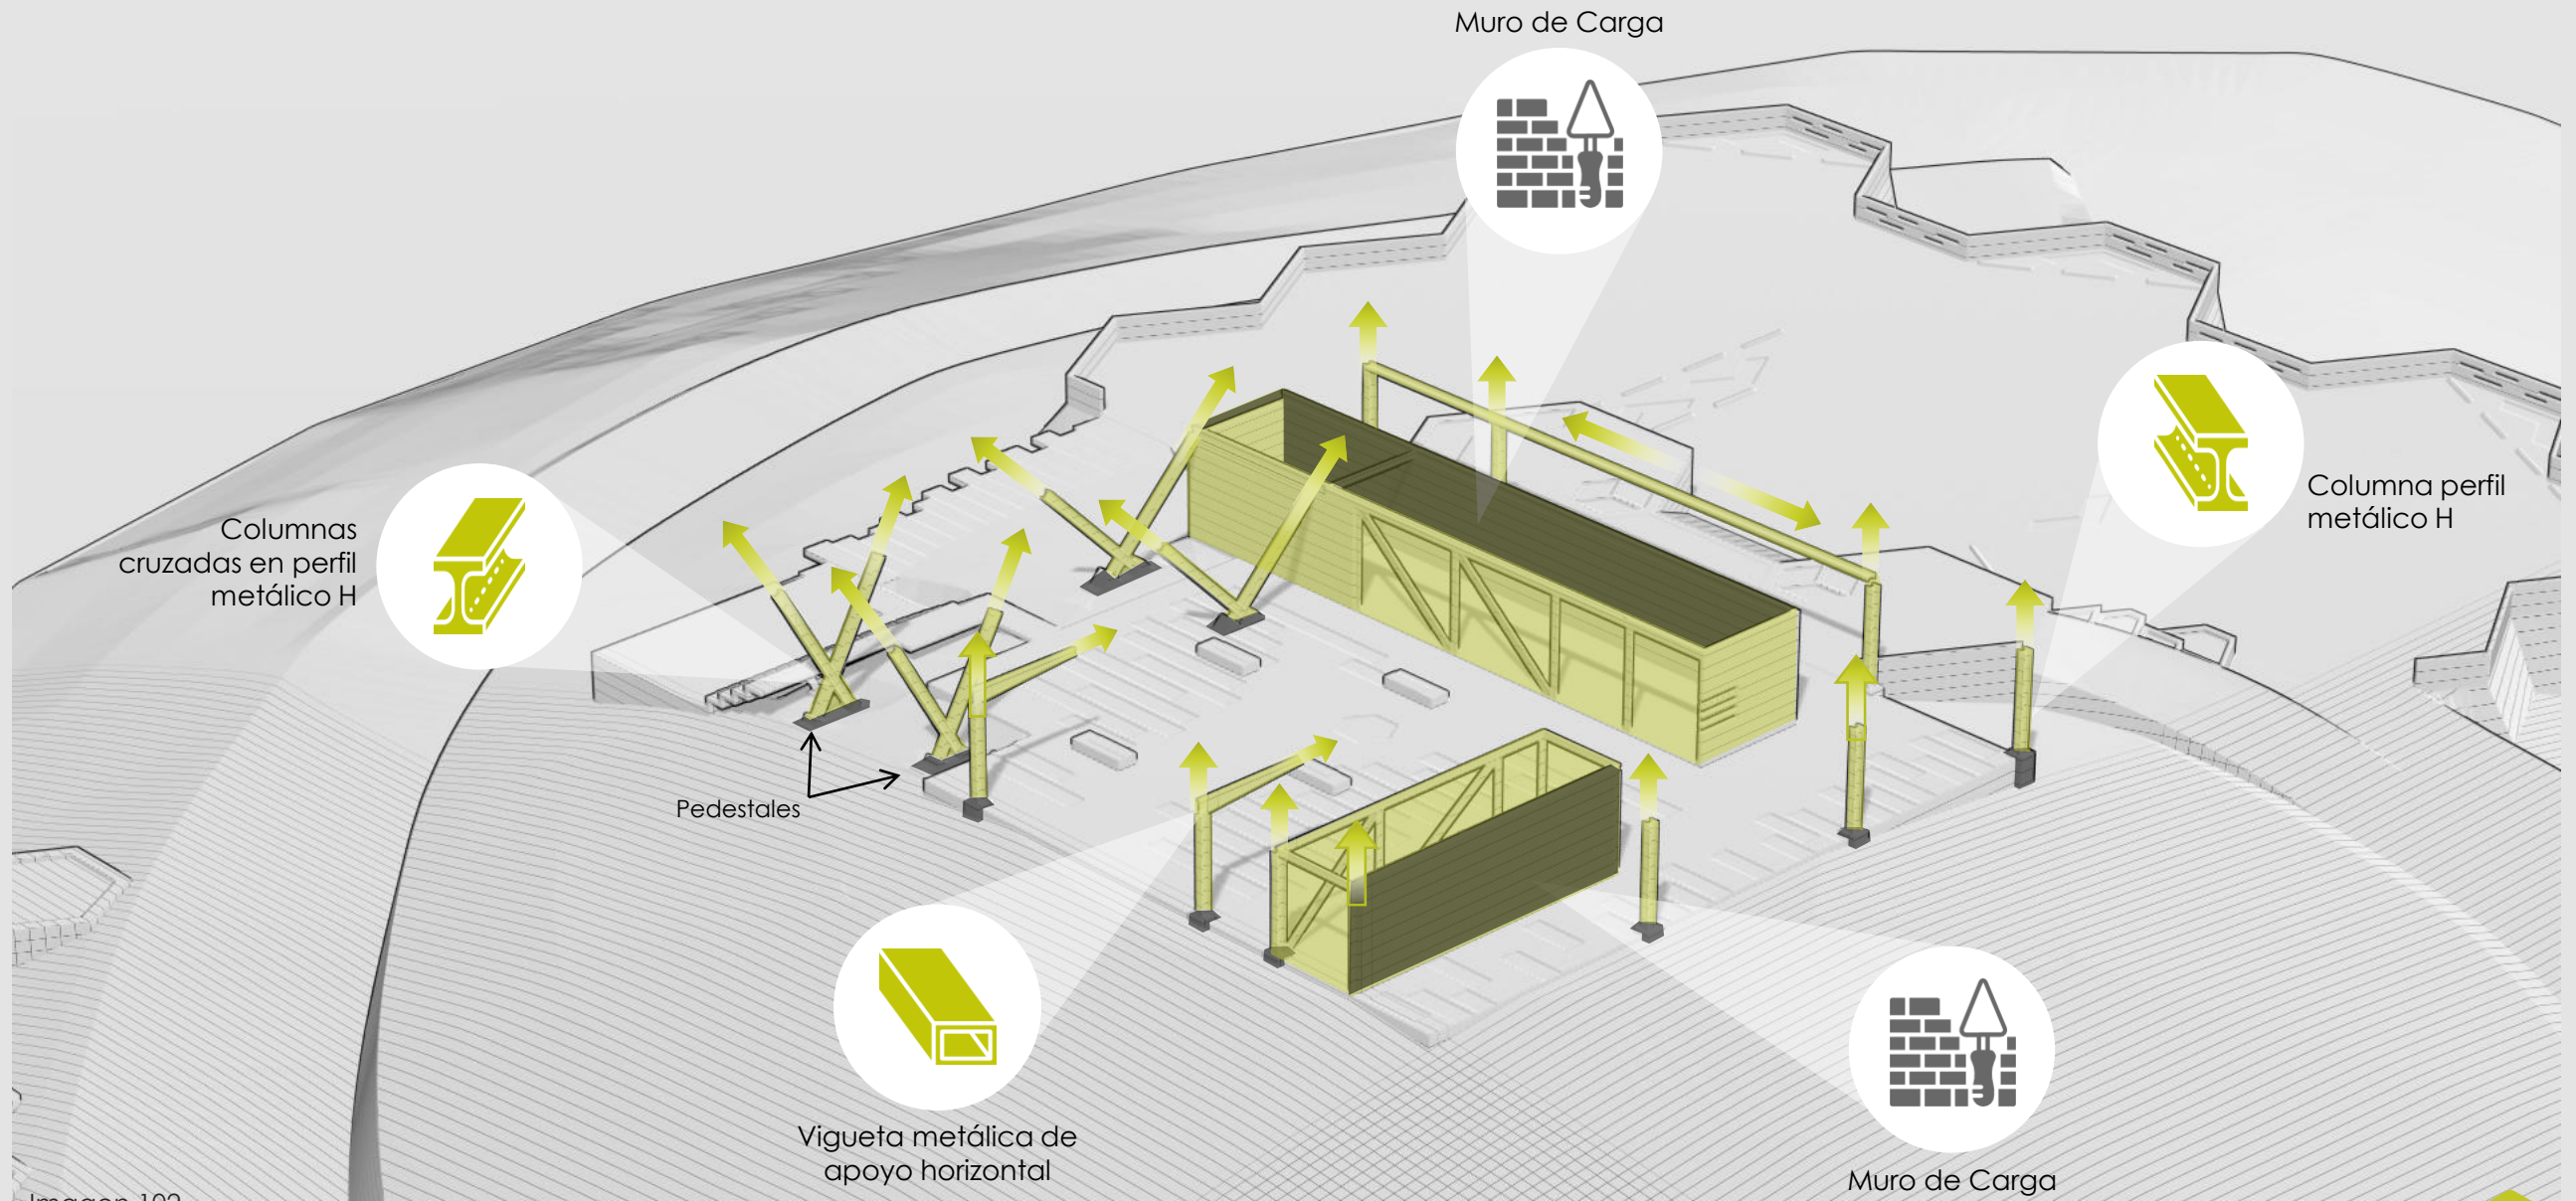 Muro de Carga
Columna perfil
metálico H
Columnas
cruzadas en perfil
metálico H
Pedestales
Vigueta metálica de
apoyo horizontal
Muro de Carga